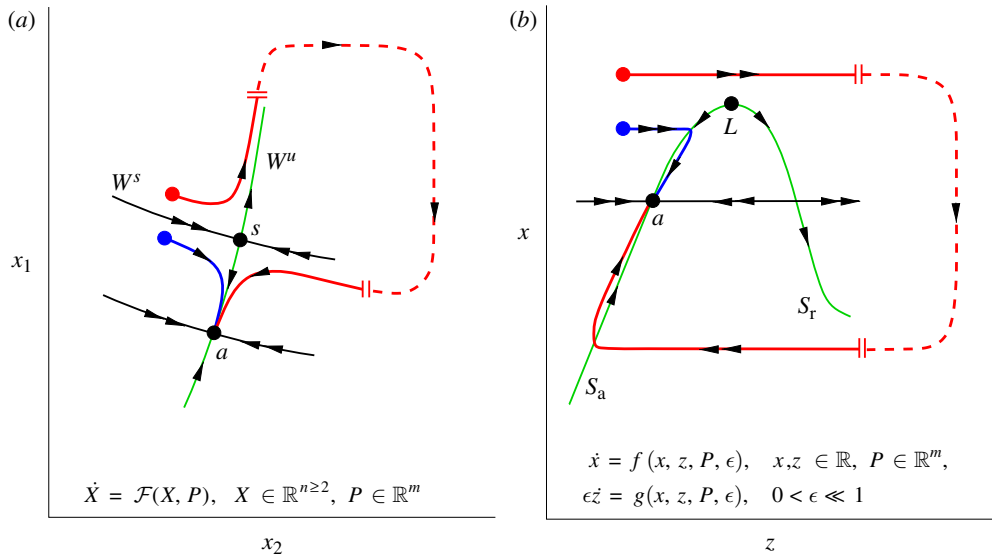 (a)
W^s
W^u
s
a
x_1
x_2
Ẋ = ℱ(X, P), X ∈ ℝ^{n≥2}, P ∈ ℝ^m
(b)
L
a
x
S_r
S_a
ẋ = f (x, z, P, ϵ), x,z ∈ ℝ, P ∈ ℝ^m,
ϵż = g(x, z, P, ϵ), 0 < ϵ ≪ 1
z